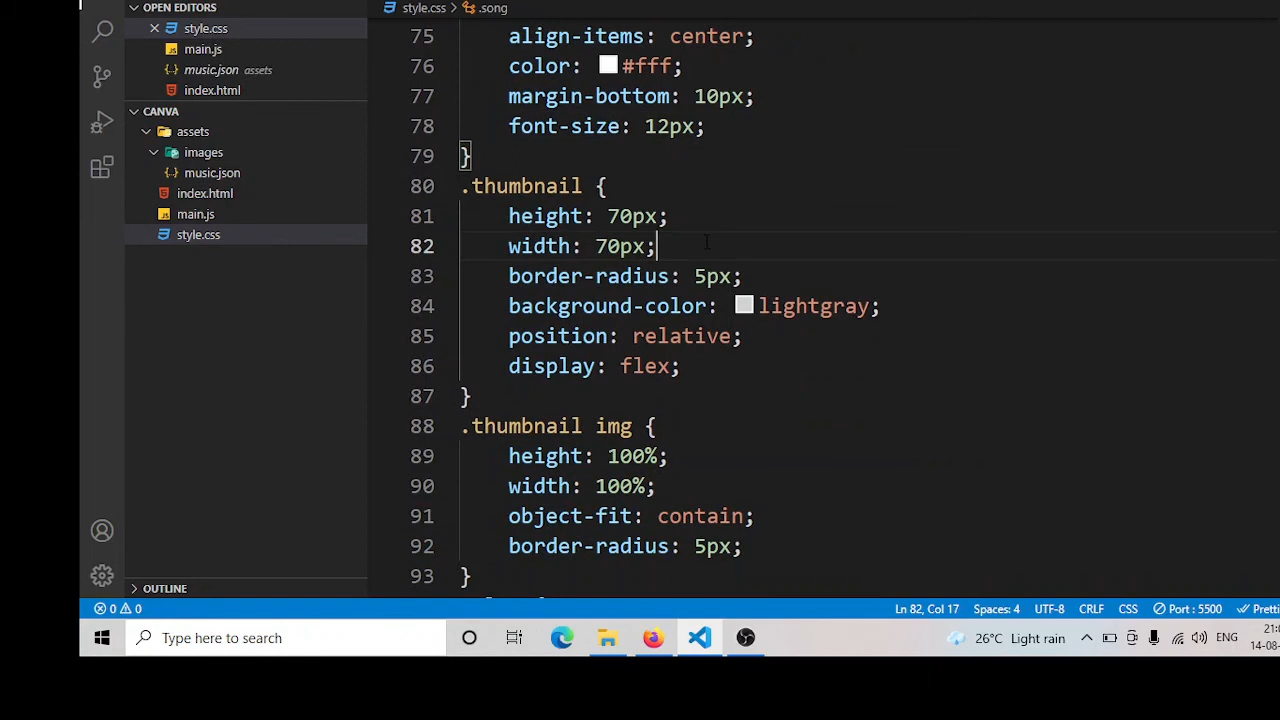 OPEN EDITORS
style.css
main.js
music.json assets
index.html
CANVA
assets
images
music.json
index.html
main.js
style.css
OUTLINE
style.css > .song
75 align-items: center;
76 color: #fff;
77 margin-bottom: 10px;
78 font-size: 12px;
79 }
80 .thumbnail {
81 height: 70px;
82 width: 70px;
83 border-radius: 5px;
84 background-color: lightgray;
85 position: relative;
86 display: flex;
87 }
88 .thumbnail img {
89 height: 100%;
90 width: 100%;
91 object-fit: contain;
92 border-radius: 5px;
93 }
0 0 Ln 82, Col 17 Spaces: 4 UTF-8 CRLF CSS Port : 5500 Pretti
Type here to search 26°C Light rain ENG 21:0
14-08-